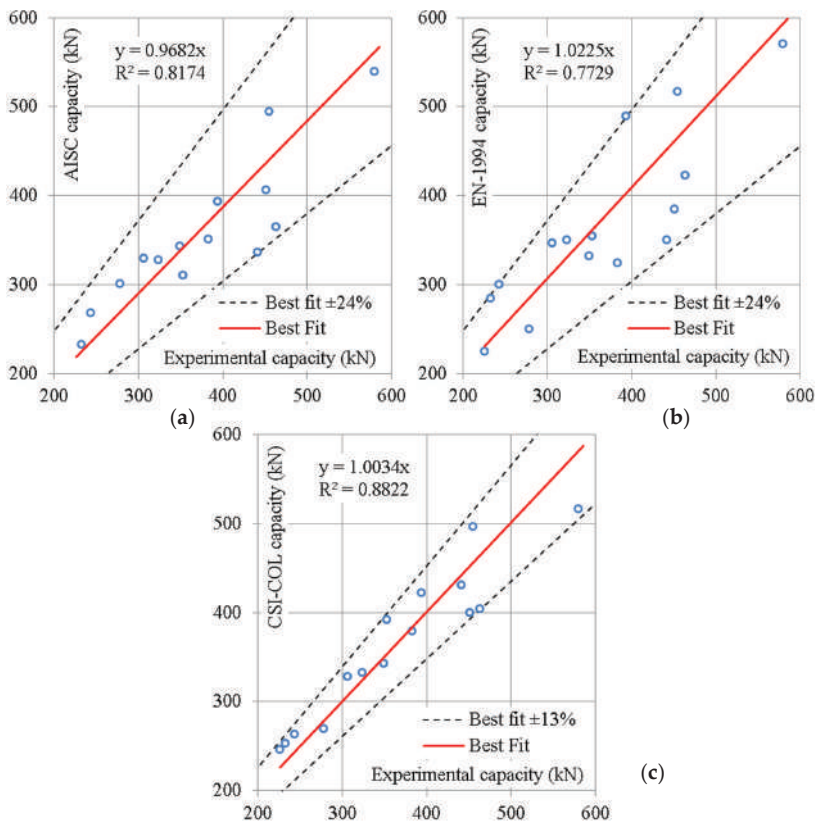 600
500
400
300
200
AISC capacity (kN)
y = 0.9682x
R² = 0.8174
Best fit ±24%
Best Fit
Experimental capacity (kN)
200 300 400 500 600
(a)
600
500
400
300
200
EN-1994 capacity (kN)
y = 1.0225x
R² = 0.7729
Best fit ±24%
Best Fit
Experimental capacity (kN)
200 300 400 500 600
(b)
600
500
400
300
200
CSI-COL capacity (kN)
y = 1.0034x
R² = 0.8822
Best fit ±13%
Best Fit
Experimental capacity (kN)
200 300 400 500 600
(c)